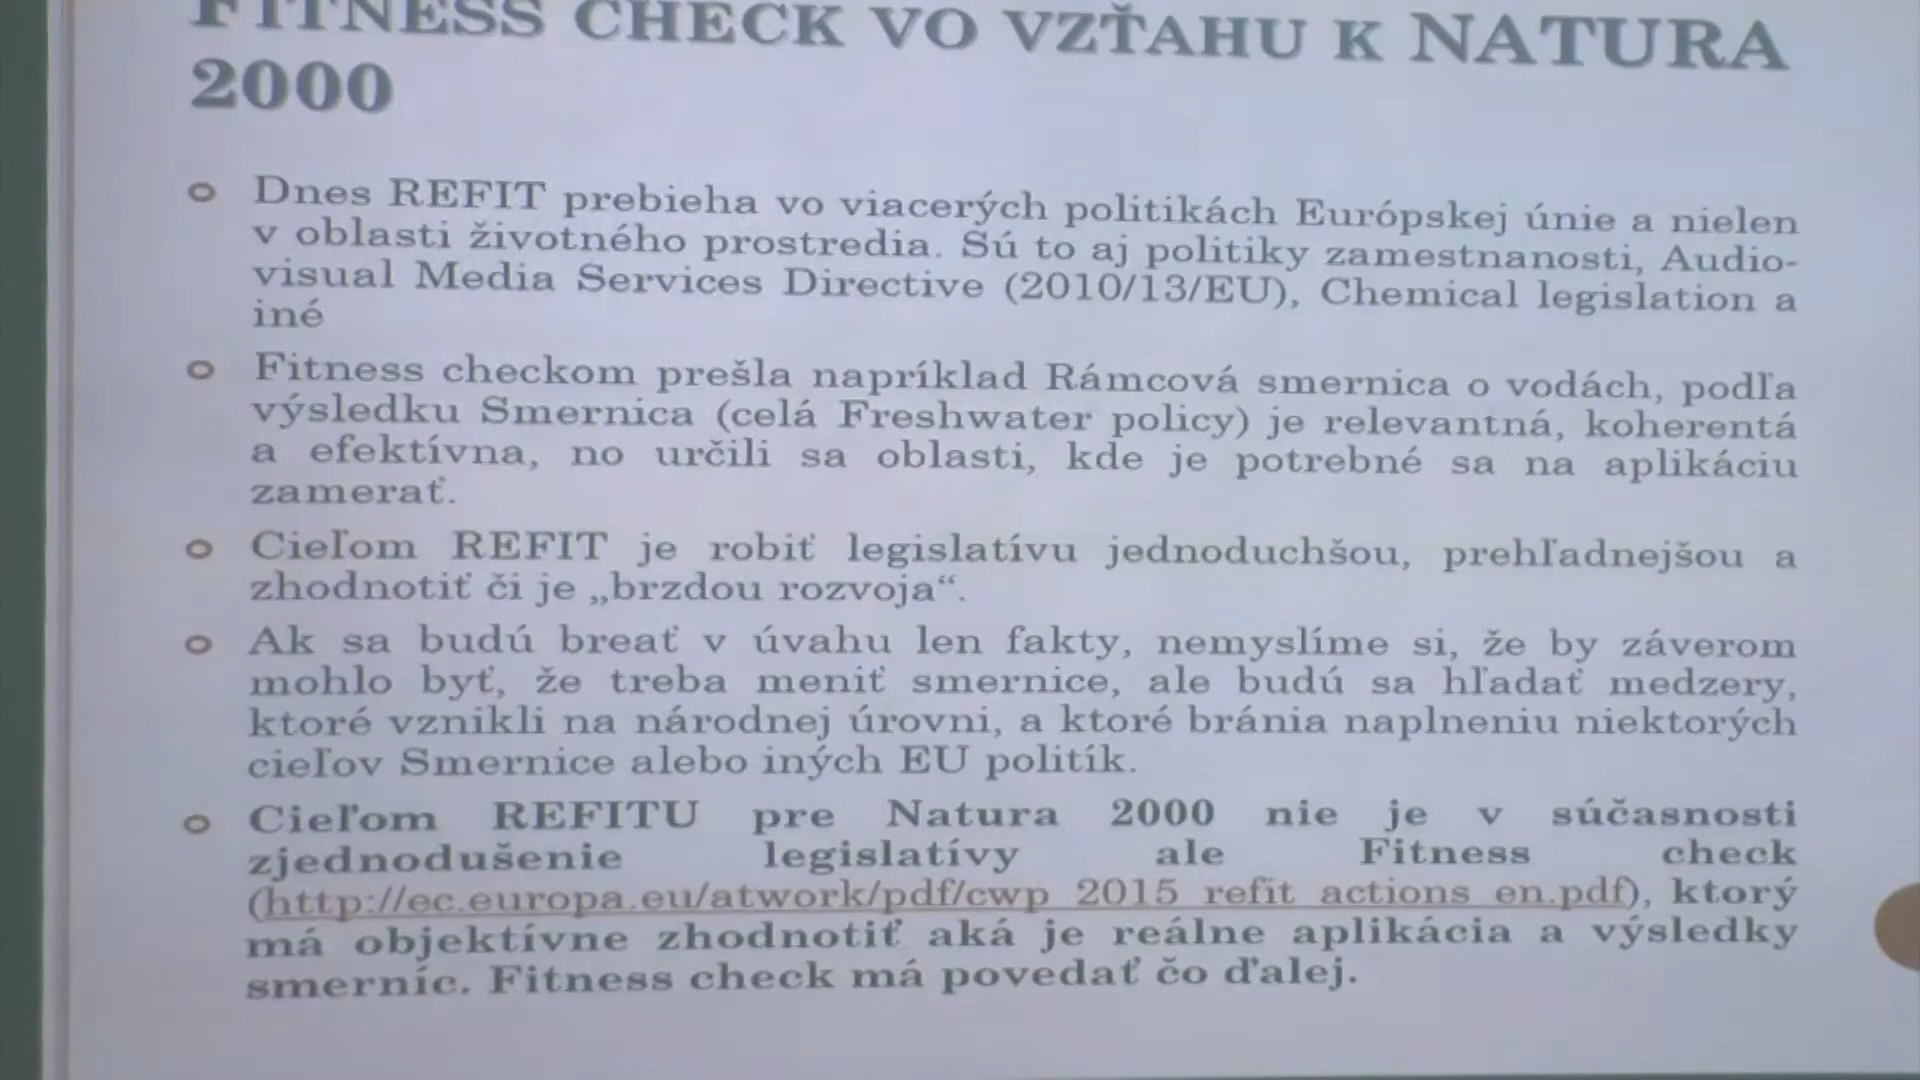 FITNESS CHECK VO VZŤAHU K NATURA
2000
Dnes REFIT prebieha vo viacerých politikách Európskej únie a nielen
v oblasti životného prostredia. Sú to aj politiky zamestnanosti, Audio-
visual Media Services Directive (2010/13/EU), Chemical legislation a
iné
Fitness checkom prešla napríklad Rámcová smernica o vodách, podľa
výsledku Smernica (celá Freshwater policy) je relevantná, koherentá
a efektívna, no určili sa oblasti, kde je potrebné sa na aplikáciu
zamerať.
Cieľom REFIT je robiť legislatívu jednoduchšou, prehľadnejšou a
zhodnotiť či je „brzdou rozvoja“.
Ak sa budú breať v úvahu len fakty, nemyslíme si, že by záverom
mohlo byť, že treba meniť smernice, ale budú sa hľadať medzery,
ktoré vznikli na národnej úrovni, a ktoré bránia naplneniu niektorých
cieľov Smernice alebo iných EU politík.
Cieľom REFITU pre Natura 2000 nie je v súčasnosti
zjednodušenie legislatívy ale Fitness check
(http://ec.europa.eu/atwork/pdf/cwp_2015_refit_actions_en.pdf), ktorý
má objektívne zhodnotiť aká je reálne aplikácia a výsledky
smerníc. Fitness check má povedať čo ďalej.